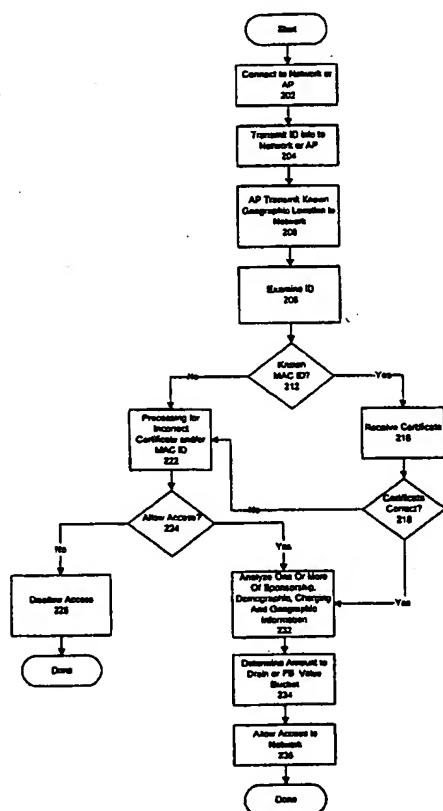 Start
Connect to Network or
AP
202
Transmit ID Info to
Network or AP
204
AP Transmit Known
Geographic Location to
Network
208
Examine ID
206
Known
MAC ID?
212
No
Yes
Processing for
Incorrect
Certificate and/or
MAC ID
222
Receive Certificate
216
Certificate
Correct?
218
No
Yes
Allow Access?
224
No
Yes
Disallow Access
226
Done
Analyze One Or More
Of Sponsorship,
Demographic, Charging
And Geographic
Information
232
Determine Amount to
Drain or Fill Value
Bucket
234
Allow Access to
Network
236
Done